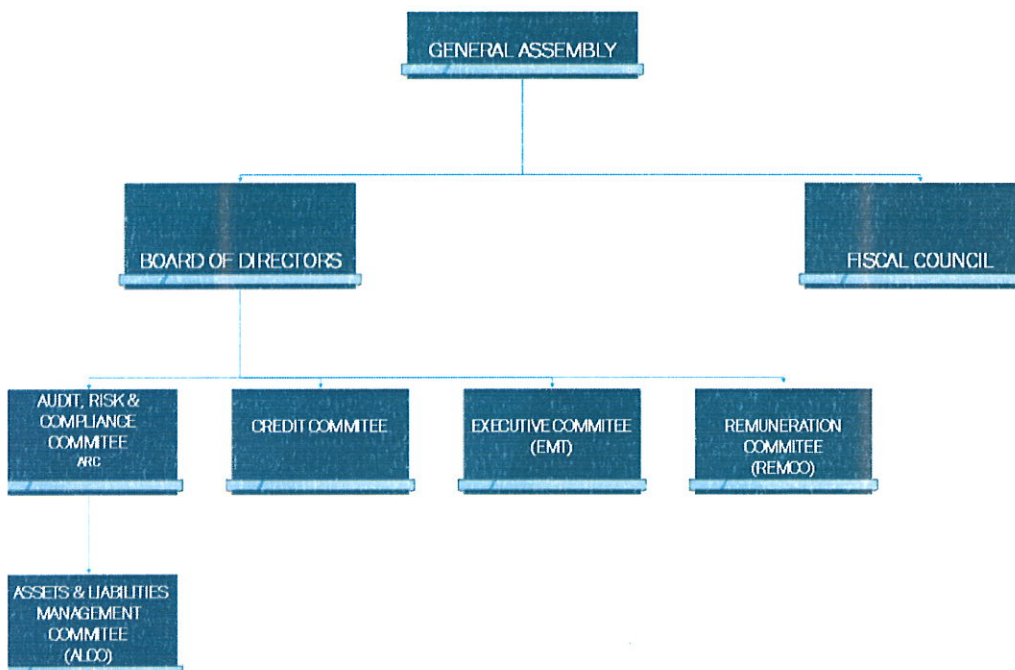 GENERAL ASSEMBLY
BOARD OF DIRECTORS
FISCAL COUNCIL
AUDIT, RISK &
COMPLIANCE
COMMITEE
ARC
CREDIT COMMITEE
EXECUTIVE COMMITEE
(EMT)
REMUNERATION
COMMITEE
(REMCO)
ASSETS & LIABILITIES
MANAGEMENT
COMMITEE
(ALCO)